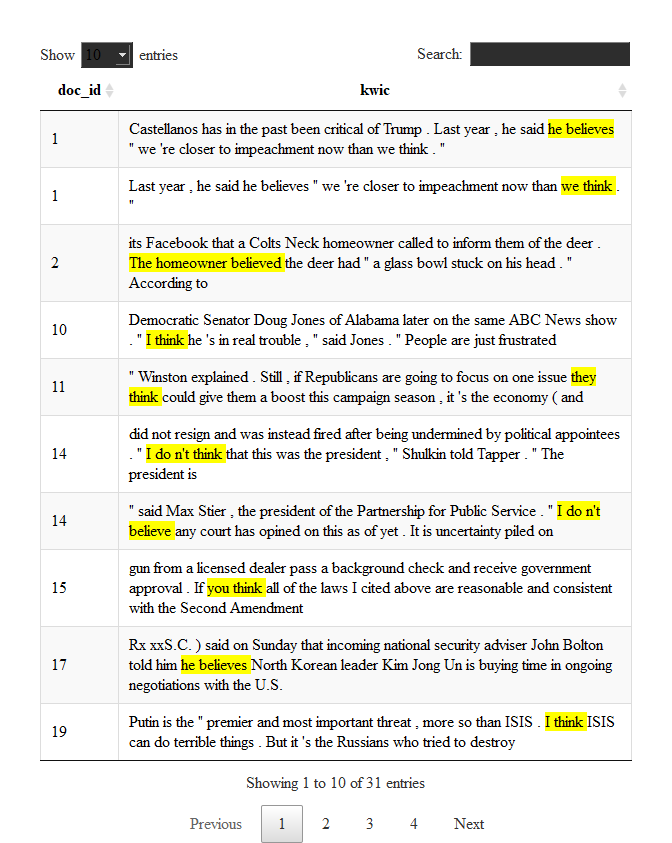 Show 10 entries Search:
doc_id kwic
1 Castellanos has in the past been critical of Trump . Last year , he said he believes
" we 're closer to impeachment now than we think . "
1 Last year , he said he believes " we 're closer to impeachment now than we think .
"
2 its Facebook that a Colts Neck homeowner called to inform them of the deer .
The homeowner believed the deer had " a glass bowl stuck on his head . "
According to
10 Democratic Senator Doug Jones of Alabama later on the same ABC News show
. " I think he 's in real trouble , " said Jones . " People are just frustrated
11 " Winston explained . Still , if Republicans are going to focus on one issue they
think could give them a boost this campaign season , it 's the economy ( and
14 did not resign and was instead fired after being undermined by political appointees
. " I do n't think that this was the president , " Shulkin told Tapper . " The
president is
14 " said Max Stier , the president of the Partnership for Public Service . " I do n't
believe any court has opined on this as of yet . It is uncertainty piled on
15 gun from a licensed dealer pass a background check and receive government
approval . If you think all of the laws I cited above are reasonable and consistent
with the Second Amendment
17 Rx xxS.C. ) said on Sunday that incoming national security adviser John Bolton
told him he believes North Korean leader Kim Jong Un is buying time in ongoing
negotiations with the U.S.
19 Putin is the " premier and most important threat , more so than ISIS . I think ISIS
can do terrible things . But it 's the Russians who tried to destroy
Showing 1 to 10 of 31 entries
Previous 1 2 3 4 Next